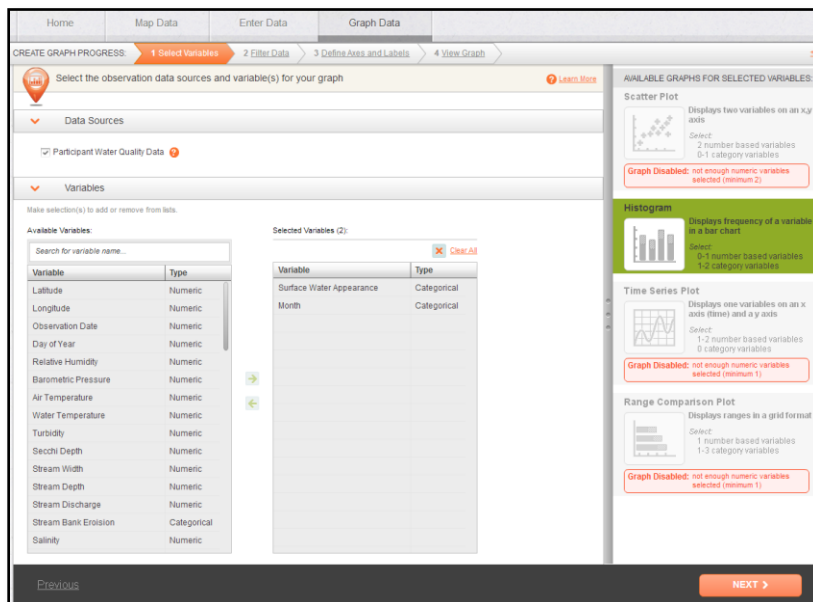 Home Map Data Enter Data Graph Data
CREATE GRAPH PROGRESS: 1 Select Variables 2 Filter Data 3 Define Axes and Labels 4 View Graph
Select the observation data sources and variable(s) for your graph
? Learn More
Data Sources
Participant Water Quality Data ?
Variables
Make selection(s) to add or remove from lists.
Available Variables:
Search for variable name...
Variable Type
Latitude Numeric
Longitude Numeric
Observation Date Numeric
Day of Year Numeric
Relative Humidity Numeric
Barometric Pressure Numeric
Air Temperature Numeric
Water Temperature Numeric
Turbidity Numeric
Secchi Depth Numeric
Stream Width Numeric
Stream Depth Numeric
Stream Discharge Numeric
Stream Bank Eroision Categorical
Salinity Numeric
Selected Variables (2):
Clear All
Variable Type
Surface Water Appearance Categorical
Month Categorical
AVAILABLE GRAPHS FOR SELECTED VARIABLES:
Scatter Plot
Displays two variables on an x,y
axis
Select:
2 number based variables
0-1 category variables
Graph Disabled: not enough numeric variables
selected (minimum 2)
Histogram
Displays frequency of a variable
in a bar chart
Select:
0-1 number based variables
1-2 category variables
Time Series Plot
Displays one variables on an x
axis (time) and a y axis
Select:
1-2 number based variables
0 category variables
Graph Disabled: not enough numeric variables
selected (minimum 1)
Range Comparison Plot
Displays ranges in a grid format
Select:
1 number based variables
1-3 category variables
Graph Disabled: not enough numeric variables
selected (minimum 1)
Previous
NEXT